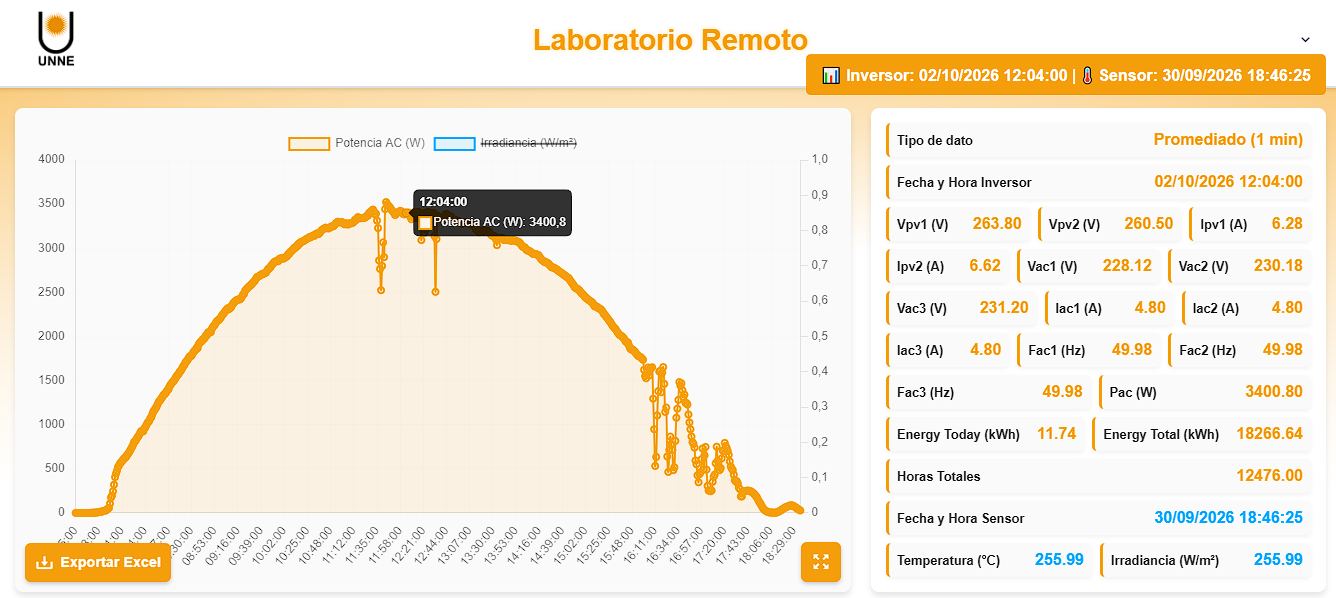 UNNE
Laboratorio Remoto
📊 Inversor: 02/10/2026 12:04:00 | 🌡 Sensor: 30/09/2026 18:46:25
Potencia AC (W) Irradiancia (W/m²)
4000
3500
3000
2500
2000
1500
1000
500
0
1,0
0,9
0,8
0,7
0,6
0,5
0,4
0,3
0,2
0,1
0
12:04:00
Potencia AC (W): 3400,8
08:53:00
09:16:00
09:39:00
10:02:00
10:25:00
10:48:00
11:12:00
11:35:00
11:58:00
12:21:00
12:44:00
13:07:00
13:30:00
13:53:00
14:16:00
14:39:00
15:02:00
15:25:00
15:48:00
16:11:00
16:34:00
16:57:00
17:20:00
17:43:00
18:06:00
18:29:00
Exportar Excel
Tipo de dato Promediado (1 min)
Fecha y Hora Inversor 02/10/2026 12:04:00
Vpv1 (V) 263.80 Vpv2 (V) 260.50 Ipv1 (A) 6.28
Ipv2 (A) 6.62 Vac1 (V) 228.12 Vac2 (V) 230.18
Vac3 (V) 231.20 Iac1 (A) 4.80 Iac2 (A) 4.80
Iac3 (A) 4.80 Fac1 (Hz) 49.98 Fac2 (Hz) 49.98
Fac3 (Hz) 49.98 Pac (W) 3400.80
Energy Today (kWh) 11.74 Energy Total (kWh) 18266.64
Horas Totales 12476.00
Fecha y Hora Sensor 30/09/2026 18:46:25
Temperatura (°C) 255.99 Irradiancia (W/m²) 255.99